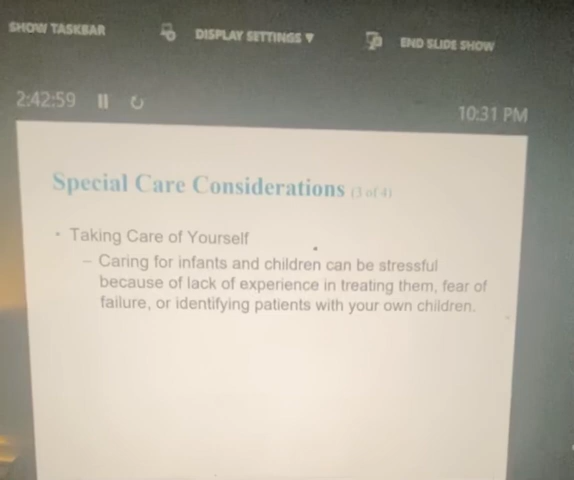 SHOW TASKBAR DISPLAY SETTINGS ▼ END SLIDE SHOW
2:42:59 10:31 PM
Special Care Considerations (3 of 4)
• Taking Care of Yourself
– Caring for infants and children can be stressful
because of lack of experience in treating them, fear of
failure, or identifying patients with your own children.